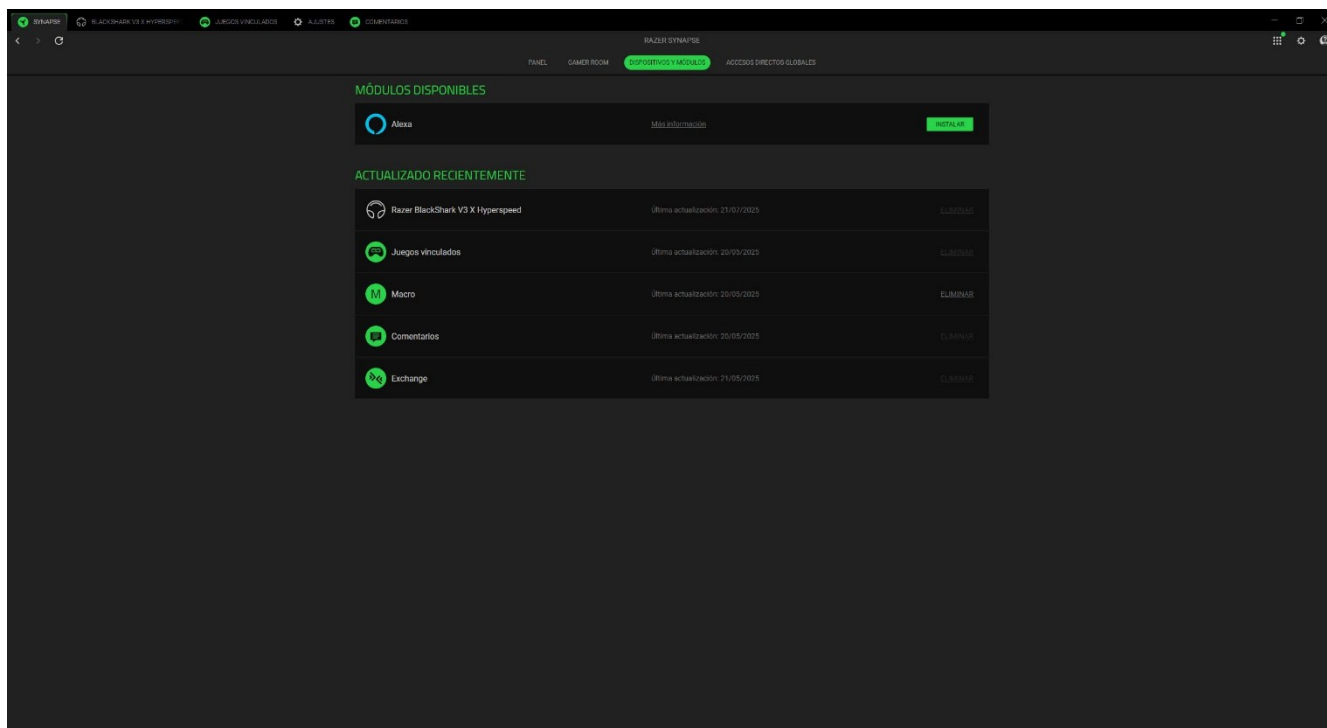 SYNAPSE BLACKSHARK V3 X HYPERSPE JUEGOS VINCULADOS AJUSTES COMENTARIOS
RAZER SYNAPSE
PANEL GAMER ROOM DISPOSITIVOS Y MÓDULOS ACCESOS DIRECTOS GLOBALES
MÓDULOS DISPONIBLES
Alexa Más información INSTALAR
ACTUALIZADO RECIENTEMENTE
Razer BlackShark V3 X Hyperspeed Última actualización: 21/07/2025 ELIMINAR
Juegos vinculados Última actualización: 20/05/2025 ELIMINAR
M Macro Última actualización: 20/05/2025 ELIMINAR
Comentarios Última actualización: 20/05/2025 ELIMINAR
Exchange Última actualización: 21/05/2025 ELIMINAR